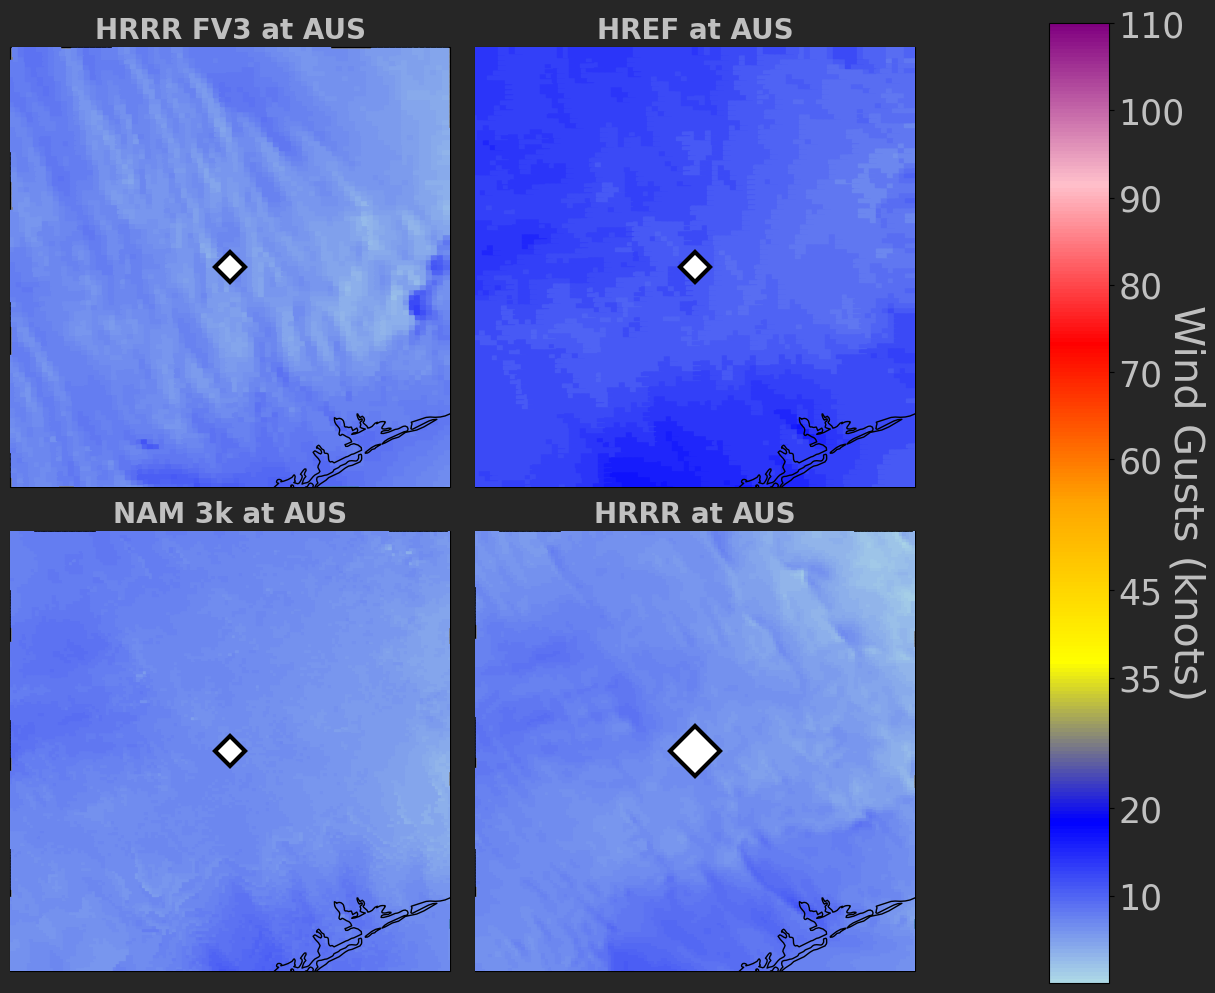 HRRR FV3 at AUS
HREF at AUS
NAM 3k at AUS
HRRR at AUS
110
100
90
80
70
60
45
35
20
10
Wind Gusts (knots)